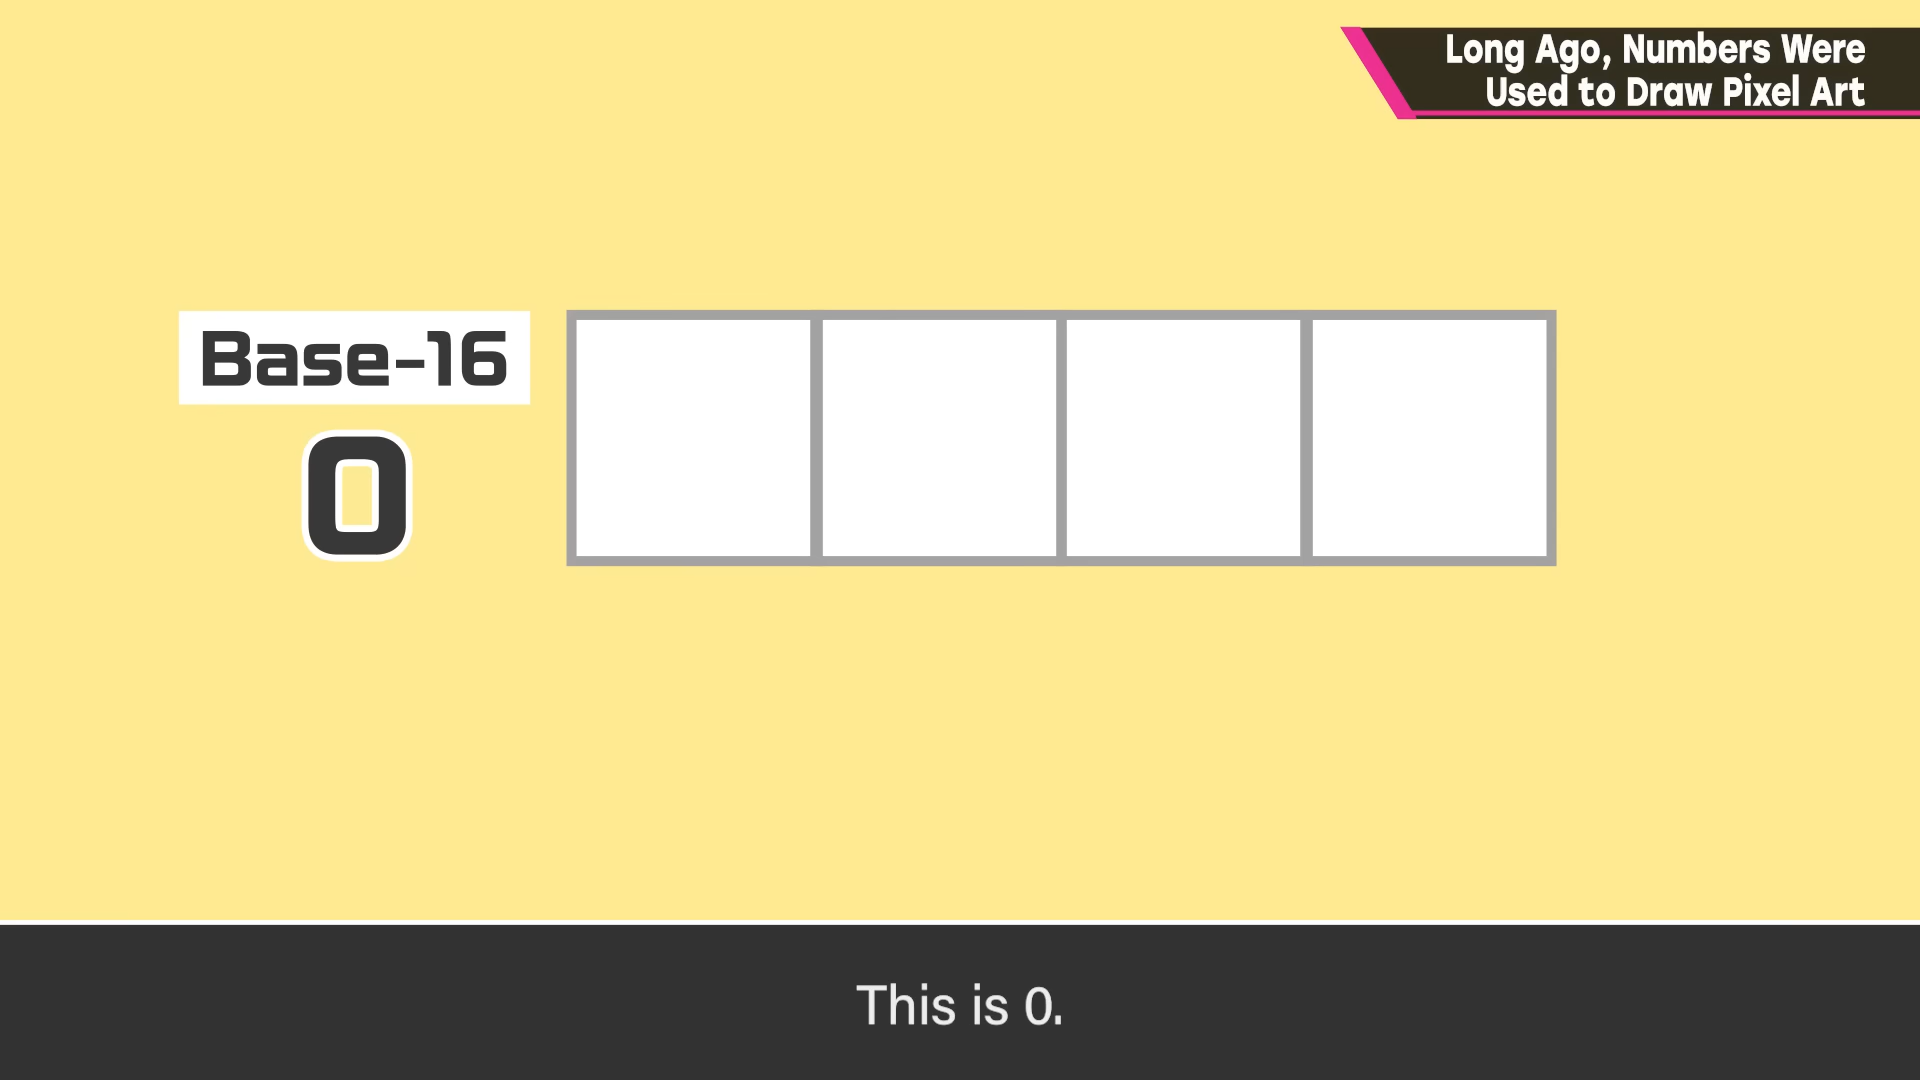 Long Ago, Numbers Were
Used to Draw Pixel Art
Base-16
0
This is 0.